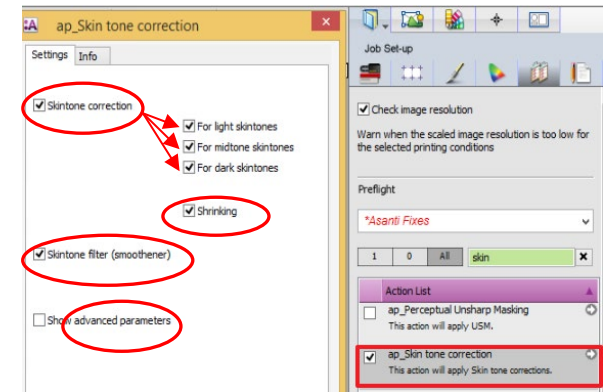 :A ap_Skin tone correction ×
Settings Info
Skintone correction
For light skintones
For midtone skintones
For dark skintones
Shrinking
Skintone filter (smoothener)
Show advanced parameters
Job Set-up
Check image resolution
Warn when the scaled image resolution is too low for
the selected printing conditions
Preflight
*Asanti Fixes
1 0 All skin ×
Action List
ap_Perceptual Unsharp Masking
This action will apply USM.
ap_Skin tone correction
This action will apply Skin tone corrections.